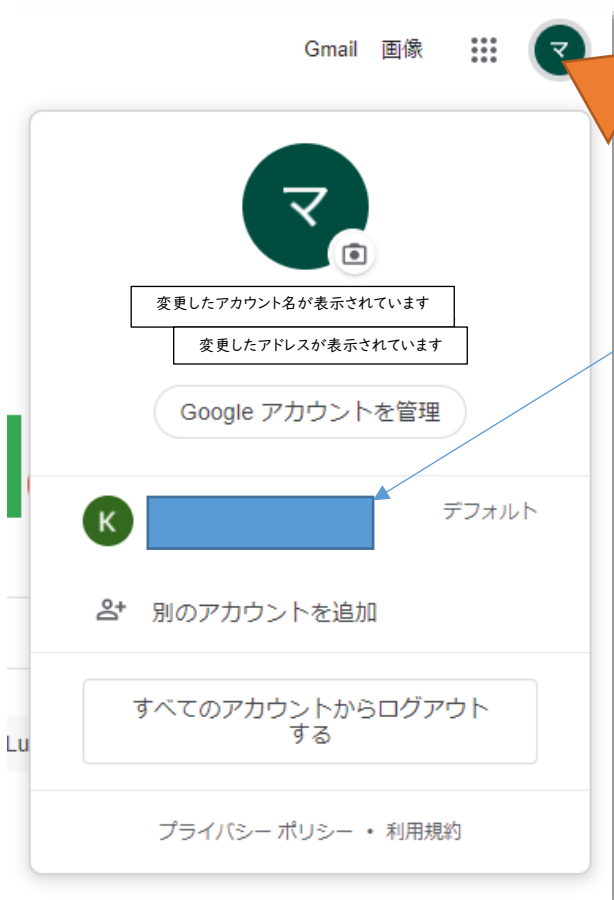 Gmail 画像 マ
マ
変更したアカウント名が表示されています
変更したアドレスが表示されています
Google アカウントを管理
K デフォルト
別のアカウントを追加
すべてのアカウントからログアウト
する
Lu
プライバシー ポリシー • 利用規約